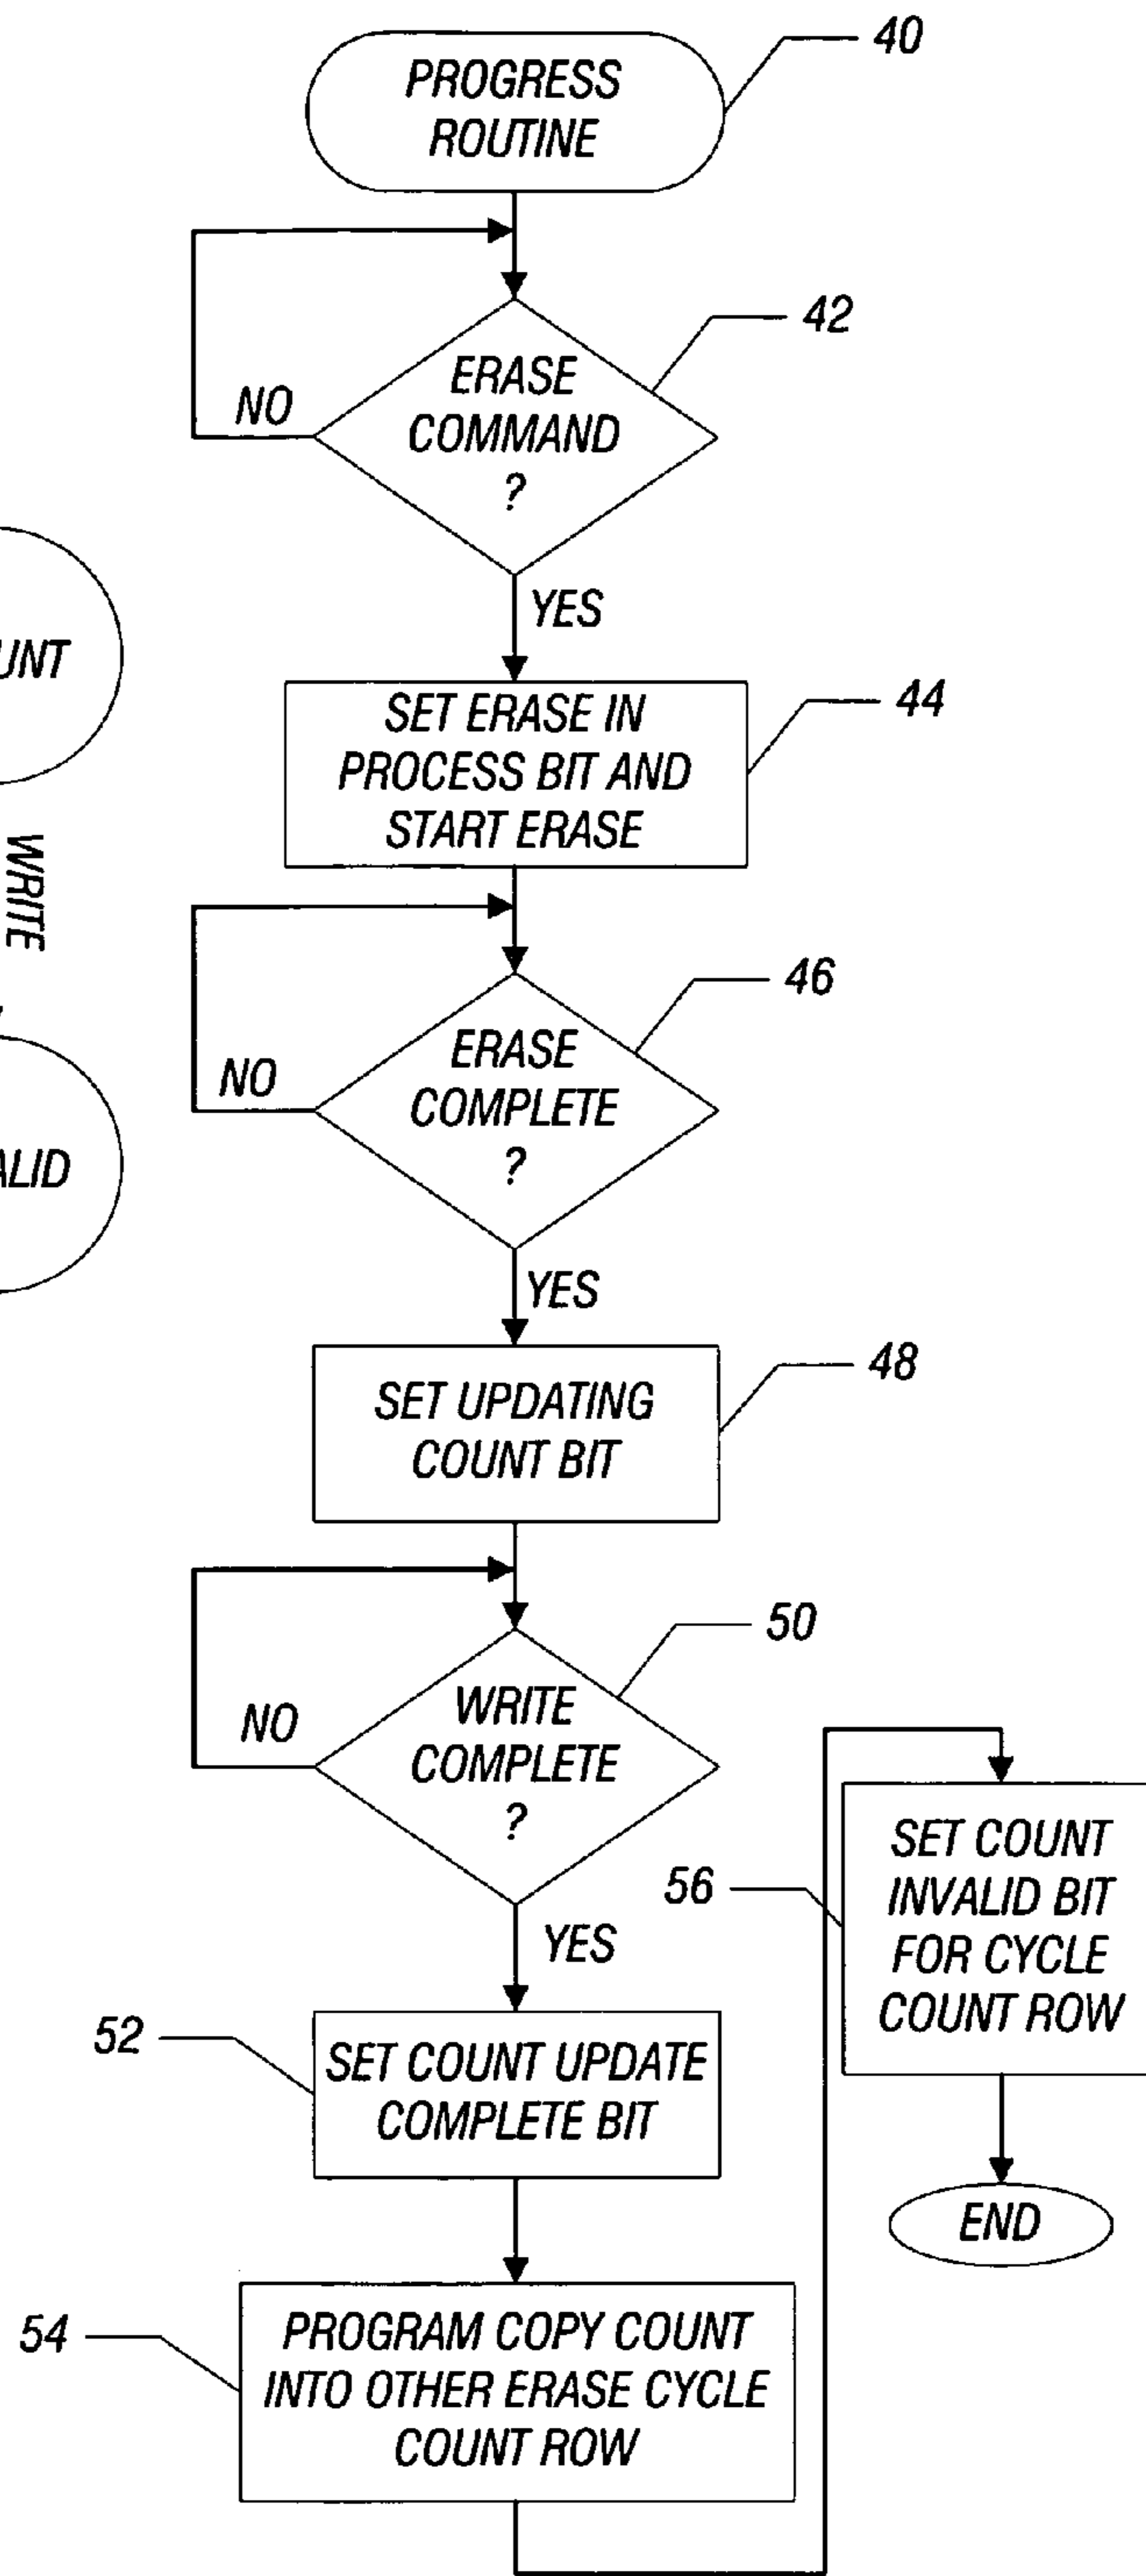 PROGRESS
ROUTINE
40
ERASE
COMMAND
?
42
NO
YES
SET ERASE IN
PROCESS BIT AND
START ERASE
44
WRITE
ERASE
COMPLETE
?
46
NO
YES
SET UPDATING
COUNT BIT
48
WRITE
COMPLETE
?
50
NO
YES
SET COUNT UPDATE
COMPLETE BIT
52
PROGRAM COPY COUNT
INTO OTHER ERASE CYCLE
COUNT ROW
54
SET COUNT
INVALID BIT
FOR CYCLE
COUNT ROW
56
END